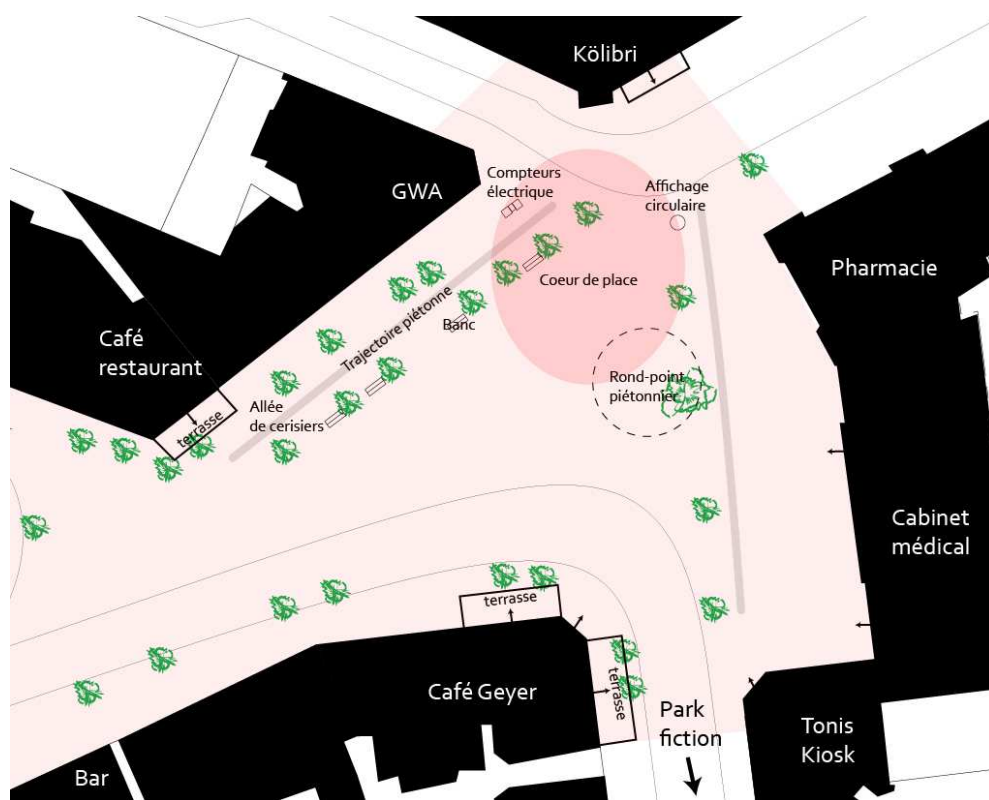 Kölibri
Compteurs
électrique
Affichage
circulaire
GWA
Pharmacie
Coeur de place
Trajectoire piétonne
Banc
Café
restaurant
Rond-point
piétonnier
Allée
de cerisiers
terrasse
Cabinet
médical
terrasse
terrasse
Café Geyer
Park
fiction
Tonis
Kiosk
Bar